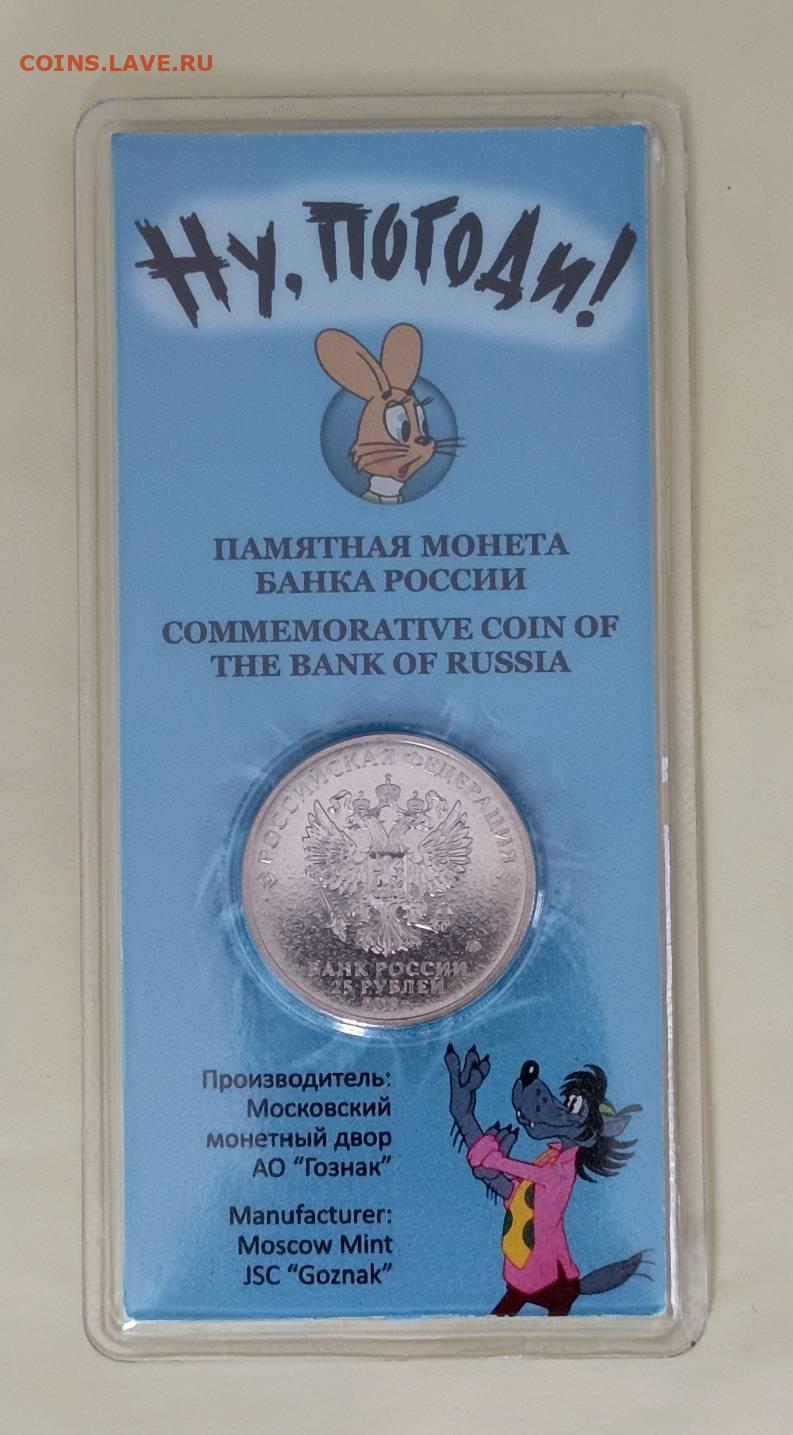 COINS.LAVE.RU
Ну, погоди!
ПАМЯТНАЯ МОНЕТА
БАНКА РОССИИ
COMMEMORATIVE COIN OF
THE BANK OF RUSSIA
РОССИЙСКАЯ ФЕДЕРАЦИЯ
БАНК РОССИИ
25 РУБЛЕЙ
Производитель:
Московский
монетный двор
АО “Гознак”
Manufacturer:
Moscow Mint
JSC “Goznak”